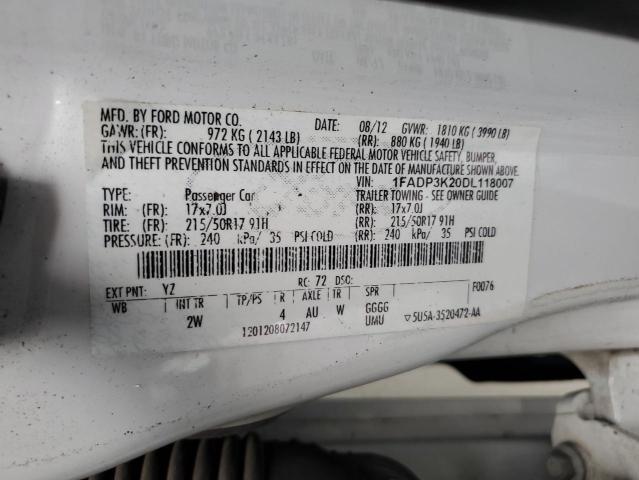 MFD. BY FORD MOTOR CO. DATE: 08/12 GVWR: 1810 KG ( 3990 LB)
GAWR: (FR): 972 KG ( 2143 LB) (RR): 880 KG ( 1940 LB)
THIS VEHICLE CONFORMS TO ALL APPLICABLE FEDERAL MOTOR VEHICLE SAFETY, BUMPER,
AND THEFT PREVENTION STANDARDS IN EFFECT ON THE DATE OF MANUFACTURE SHOWN ABOVE.
VIN: 1FADP3K20DL118007
TYPE: Passenger Car TRAILER TOWING - SEE OWNER GUIDE
RIM: (FR): 17x7.0J (RR): 17x7.0J
TIRE: (FR): 215/50R17 91H (RR): 215/50R17 91H
PRESSURE: (FR): 240 kPa/ 35 PSI COLD (RR): 240 kPa/ 35 PSI COLD
EXT PNT: YZ RC: 72 DSO: F0076
WB INT TR TP/PS R AXLE TR SPR
2W 4 AU W GGGG
1201208072147 UMU 5U5A-3520472-AA